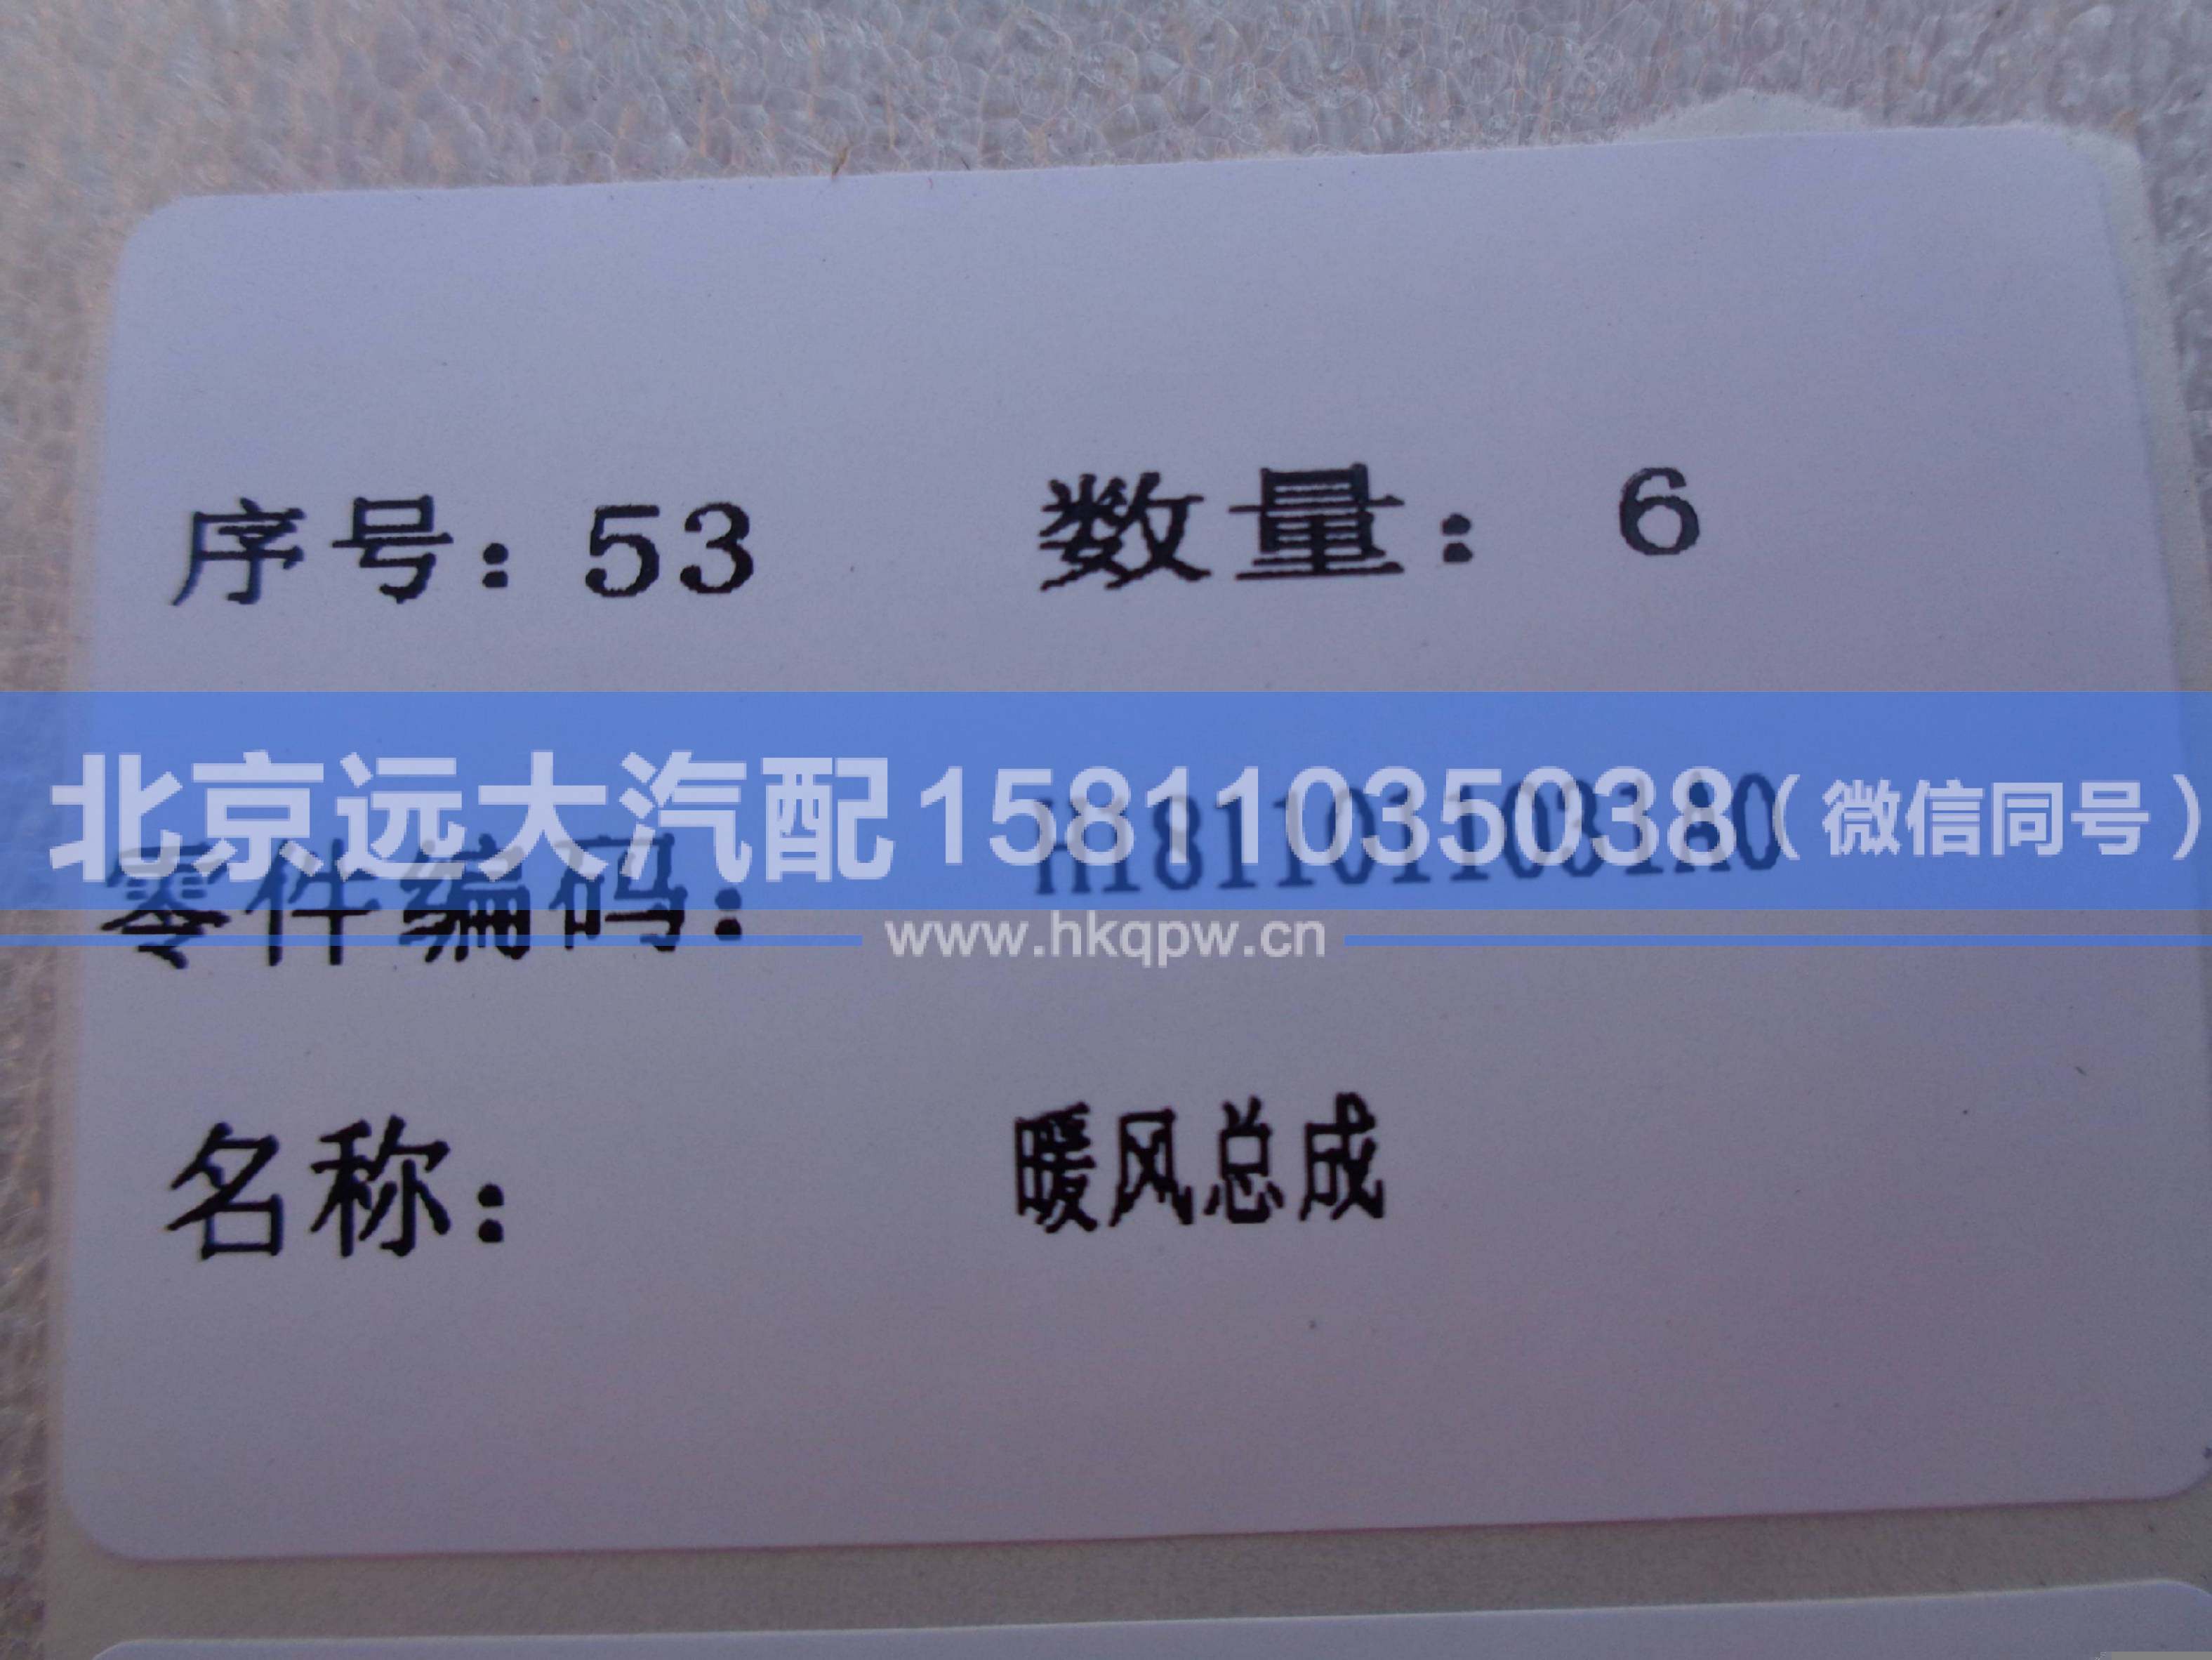 序号：53 数量： 6
北京远大汽配15811035038（微信同号）
零件编码： H1811011031A0
www.hkqpw.cn
名称： 暖风总成